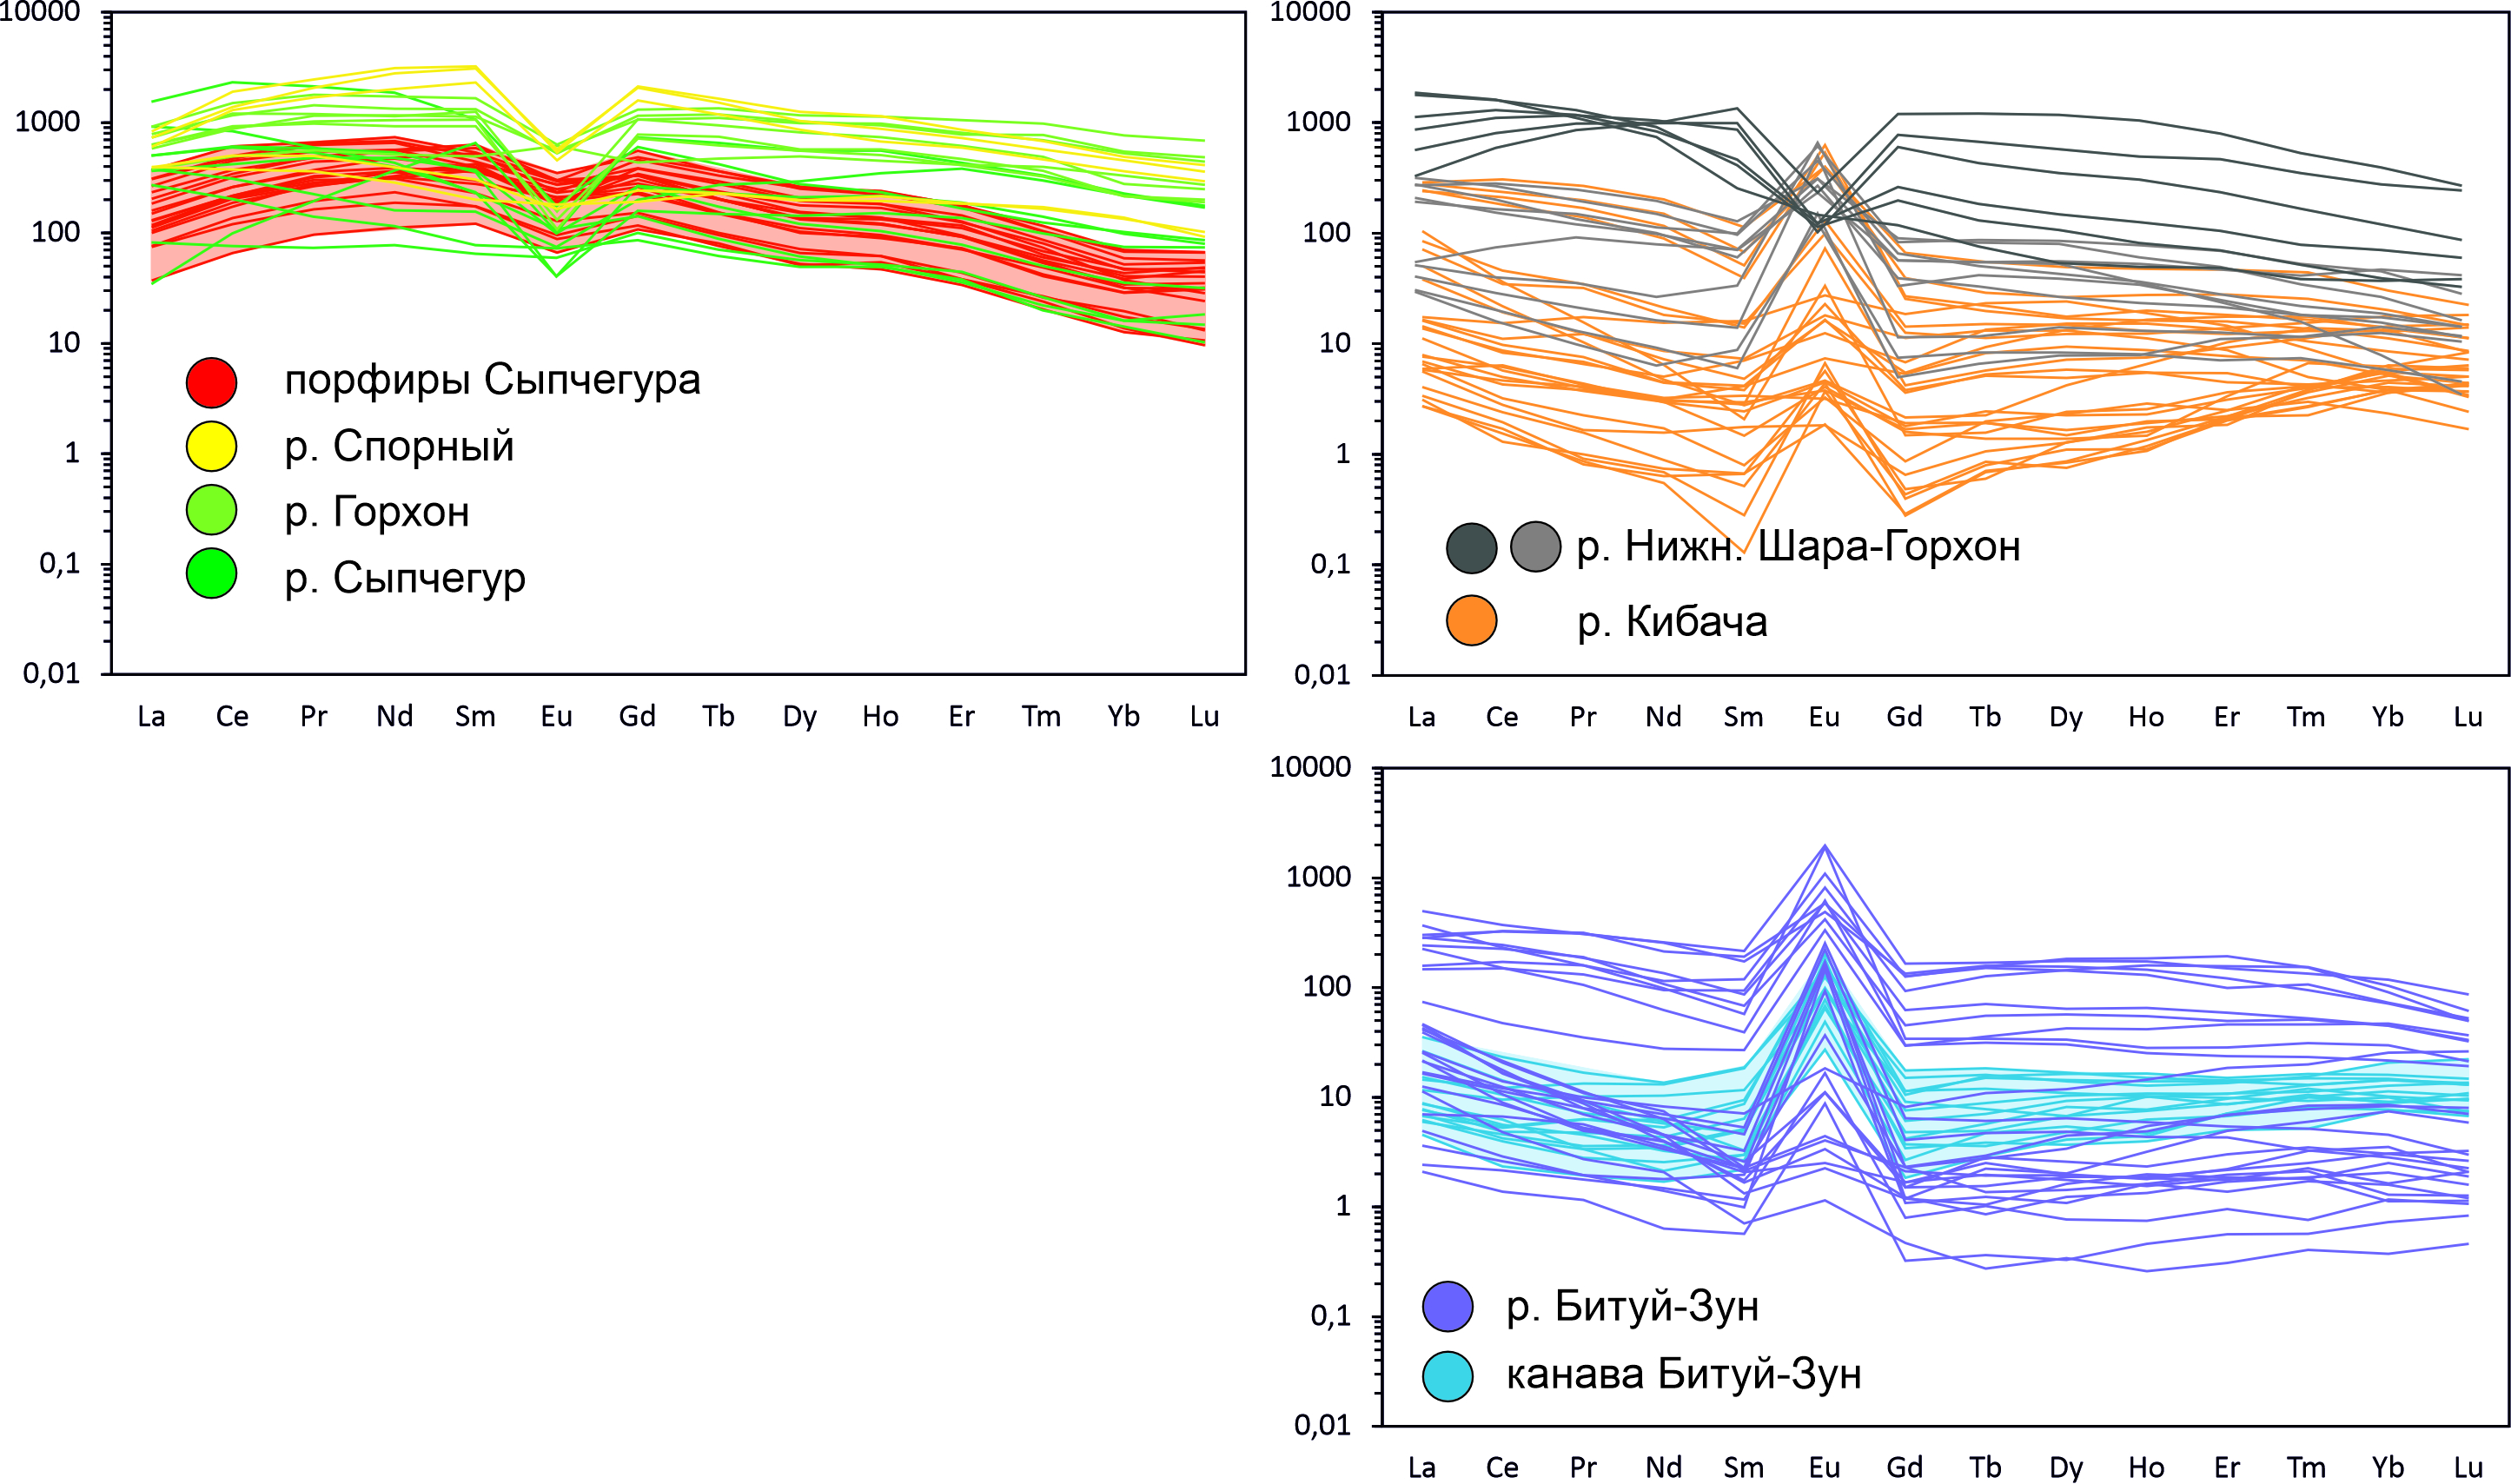 10000
1000
100
10
1
0,1
0,01
порфиры Сыпчегура
р. Спорный
р. Горхон
р. Сыпчегур
La Ce Pr Nd Sm Eu Gd Tb Dy Ho Er Tm Yb Lu
10000
1000
100
10
1
0,1
0,01
р. Нижн. Шара-Горхон
р. Кибача
La Ce Pr Nd Sm Eu Gd Tb Dy Ho Er Tm Yb Lu
10000
1000
100
10
1
0,1
0,01
р. Битуй-Зун
канава Битуй-Зун
La Ce Pr Nd Sm Eu Gd Tb Dy Ho Er Tm Yb Lu